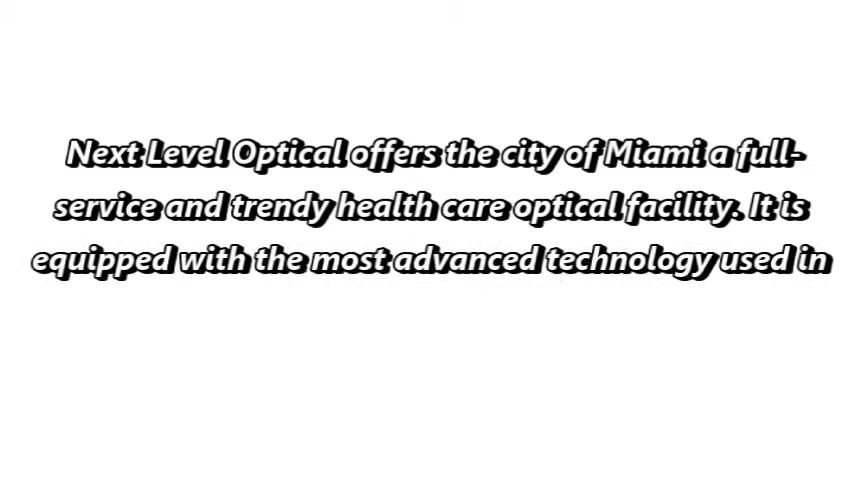 Next Level Optical offers the city of Miami a full-
service and trendy health care optical facility. It is
equipped with the most advanced technology used in